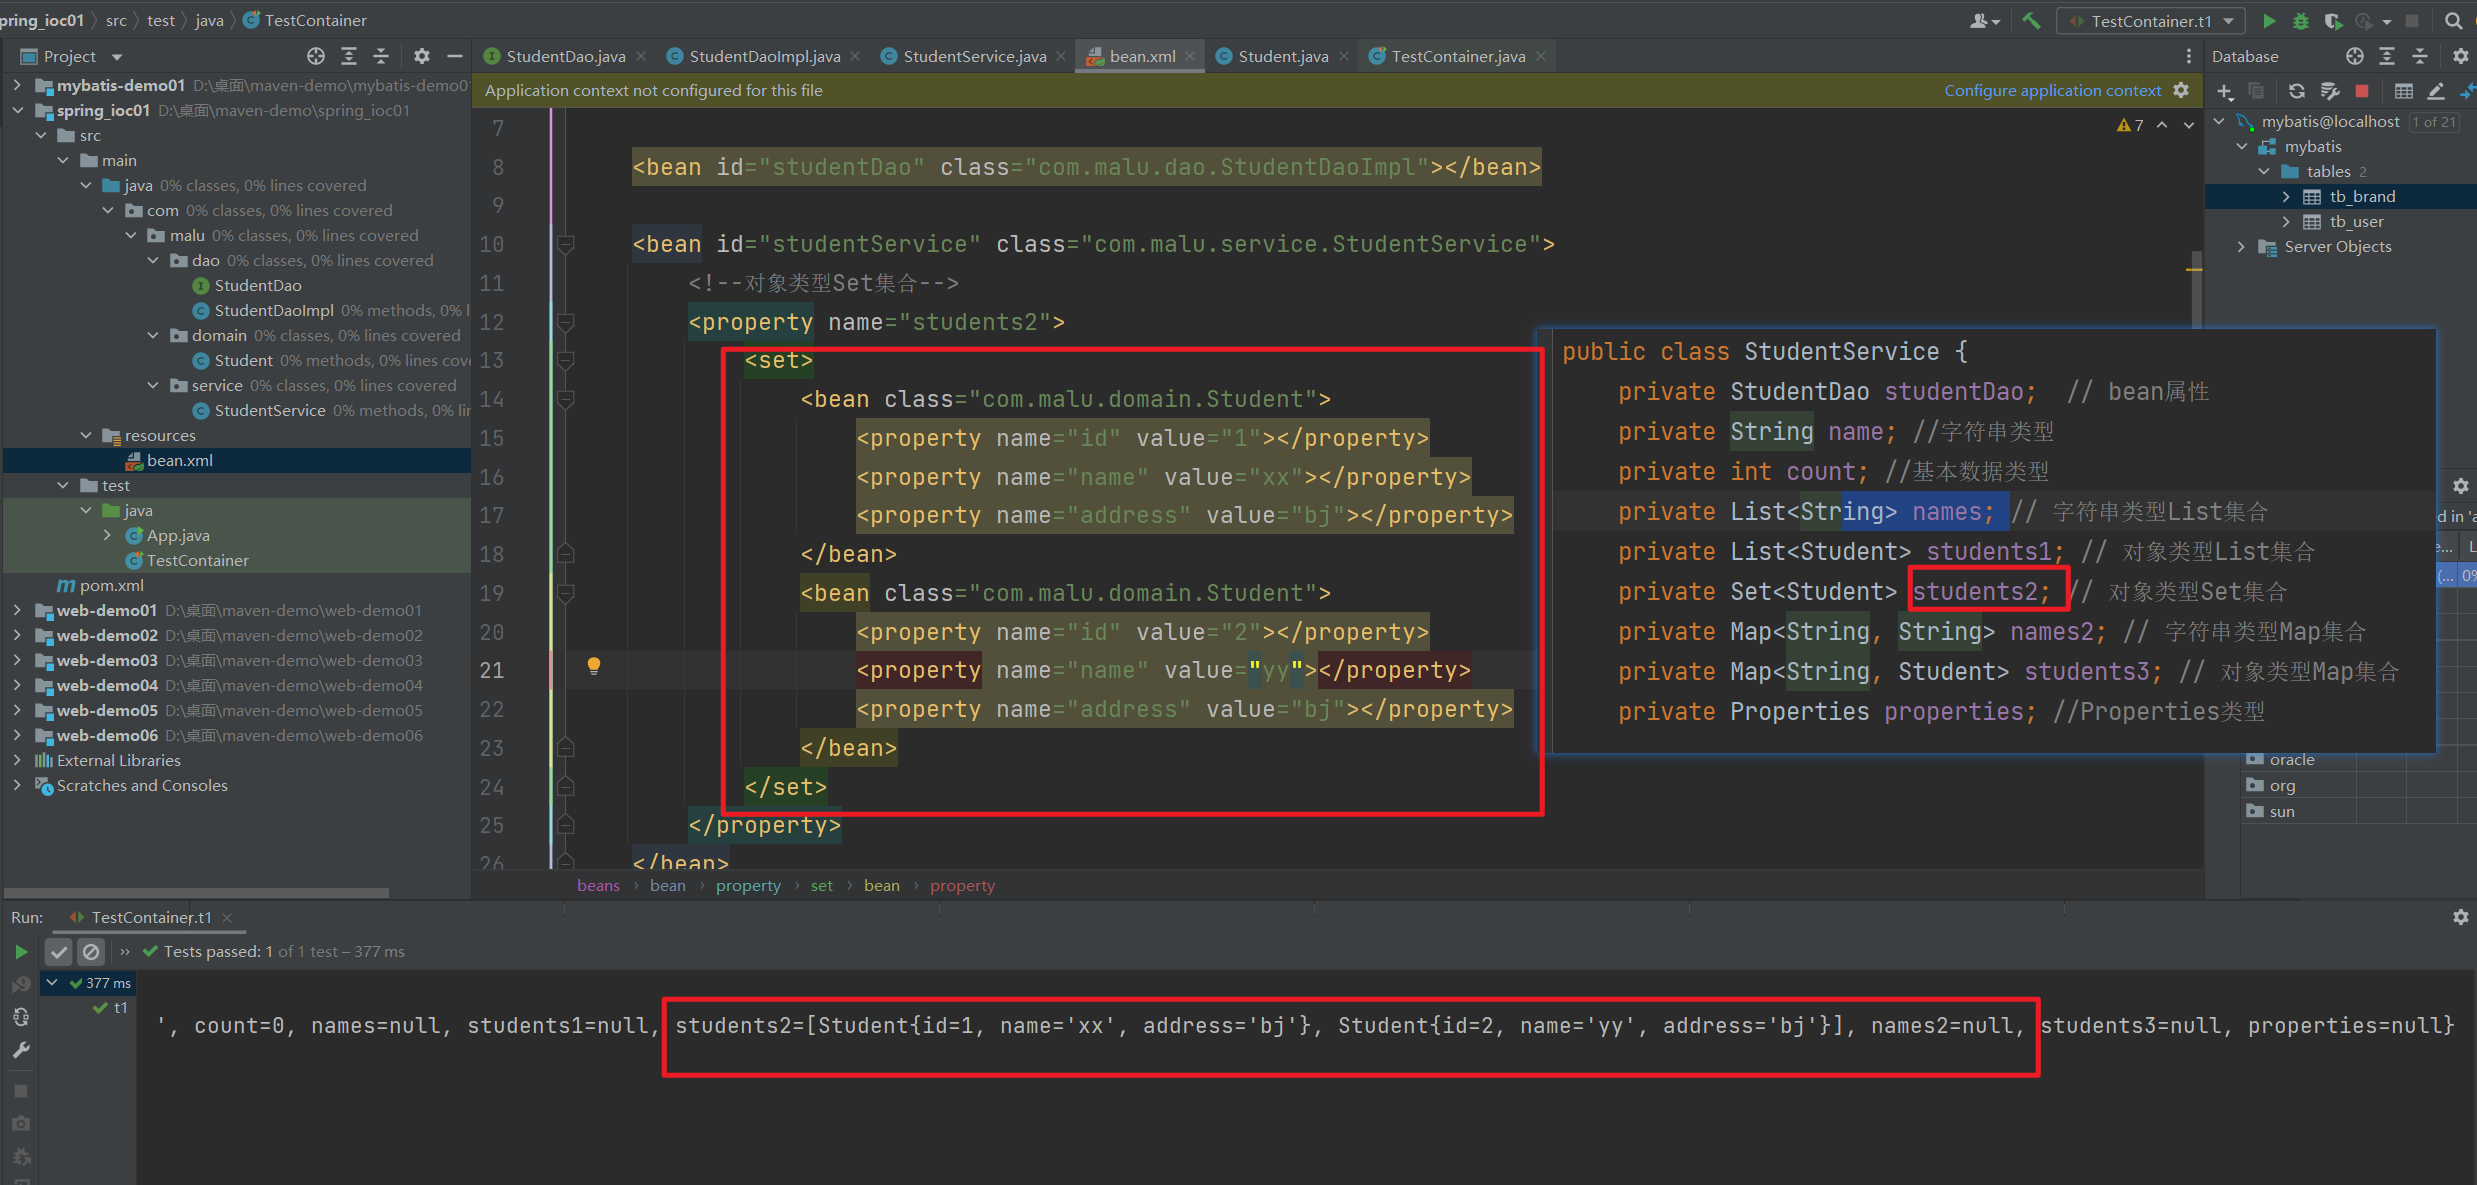 pring_ioc01 src test java TestContainer
TestContainer.t1
Project
StudentDao.java StudentDaoImpl.java StudentService.java bean.xml Student.java TestContainer.java
Database
Application context not configured for this file
Configure application context
mybatis-demo01 D:\桌面\maven-demo\mybatis-demo01
spring_ioc01 D:\桌面\maven-demo\spring_ioc01
src
main
java 0% classes, 0% lines covered
com 0% classes, 0% lines covered
malu 0% classes, 0% lines covered
dao 0% classes, 0% lines covered
StudentDao
StudentDaoImpl 0% methods, 0% l
domain 0% classes, 0% lines covered
Student 0% methods, 0% lines cov
service 0% classes, 0% lines covered
StudentService 0% methods, 0% lir
resources
bean.xml
test
java
App.java
TestContainer
pom.xml
web-demo01 D:\桌面\maven-demo\web-demo01
web-demo02 D:\桌面\maven-demo\web-demo02
web-demo03 D:\桌面\maven-demo\web-demo03
web-demo04 D:\桌面\maven-demo\web-demo04
web-demo05 D:\桌面\maven-demo\web-demo05
web-demo06 D:\桌面\maven-demo\web-demo06
External Libraries
Scratches and Consoles
7
7
8 <bean id="studentDao" class="com.malu.dao.StudentDaoImpl"></bean>
9
10 <bean id="studentService" class="com.malu.service.StudentService">
11 <!--对象类型Set集合-->
12 <property name="students2">
13 <set>
14 <bean class="com.malu.domain.Student">
15 <property name="id" value="1"></property>
16 <property name="name" value="xx"></property>
17 <property name="address" value="bj"></property>
18 </bean>
19 <bean class="com.malu.domain.Student">
20 <property name="id" value="2"></property>
21 <property name="name" value="yy"></property>
22 <property name="address" value="bj"></property>
23 </bean>
24 </set>
25 </property>
26 </bean>
beans bean property set bean property
public class StudentService {
private StudentDao studentDao; // bean属性
private String name; //字符串类型
private int count; //基本数据类型
private List<String> names; // 字符串类型List集合
private List<Student> students1; // 对象类型List集合
private Set<Student> students2; // 对象类型Set集合
private Map<String, String> names2; // 字符串类型Map集合
private Map<String, Student> students3; // 对象类型Map集合
private Properties properties; //Properties类型
mybatis@localhost 1 of 21
mybatis
tables 2
tb_brand
tb_user
Server Objects
d in 'a
e... L
(... 0%
oracle
org
sun
Run: TestContainer.t1
Tests passed: 1 of 1 test – 377 ms
377 ms
t1
', count=0, names=null, students1=null, students2=[Student{id=1, name='xx', address='bj'}, Student{id=2, name='yy', address='bj'}], names2=null, students3=null, properties=null}